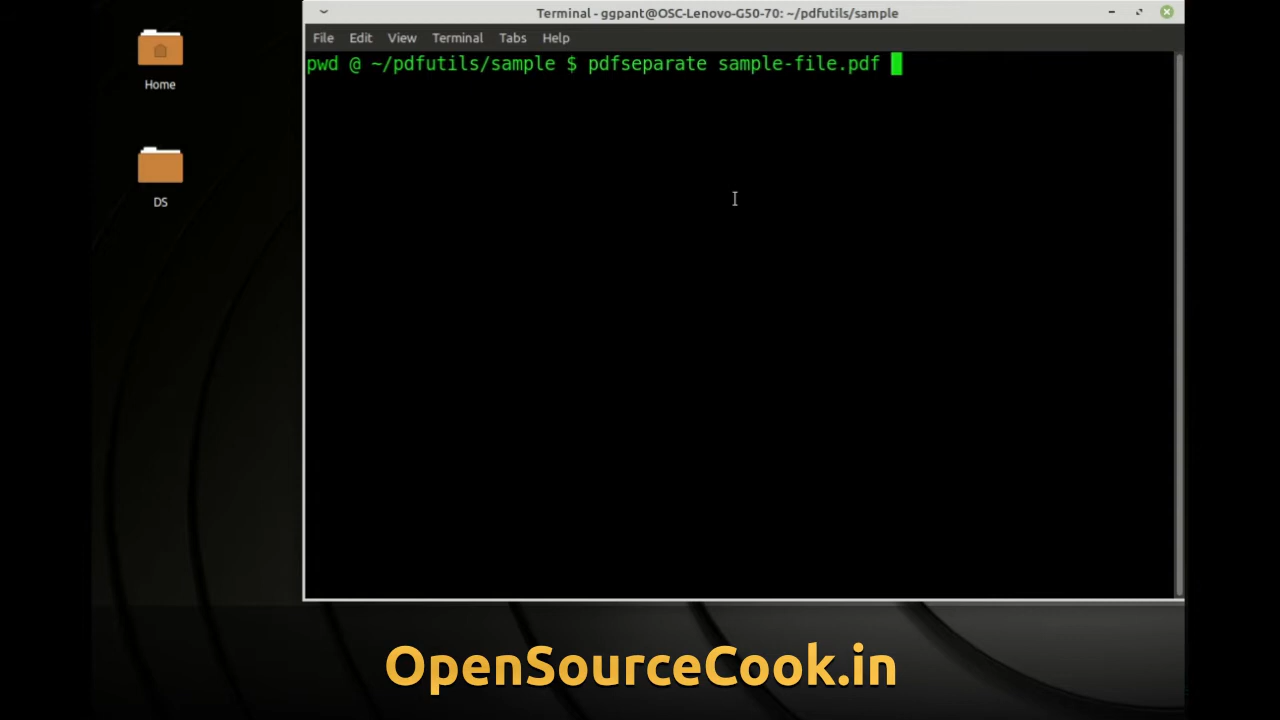 Terminal - ggpant@OSC-Lenovo-G50-70: ~/pdfutils/sample
File Edit View Terminal Tabs Help
pwd @ ~/pdfutils/sample $ pdfseparate sample-file.pdf
Home
DS
OpenSourceCook.in